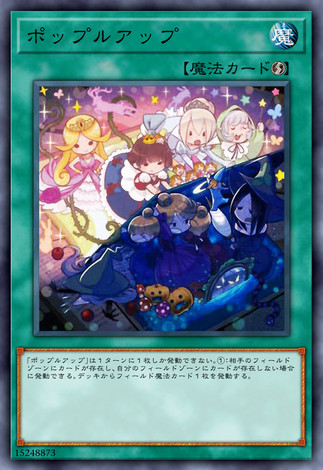 ポップルアップ
魔
【魔法カード】
「ポップルアップ」は１ターンに１枚しか発動できない。①：相手のフィールド
ゾーンにカードが存在し、自分のフィールドゾーンにカードが存在しない場合
に発動できる。デッキからフィールド魔法カード１枚を発動する。
15248873